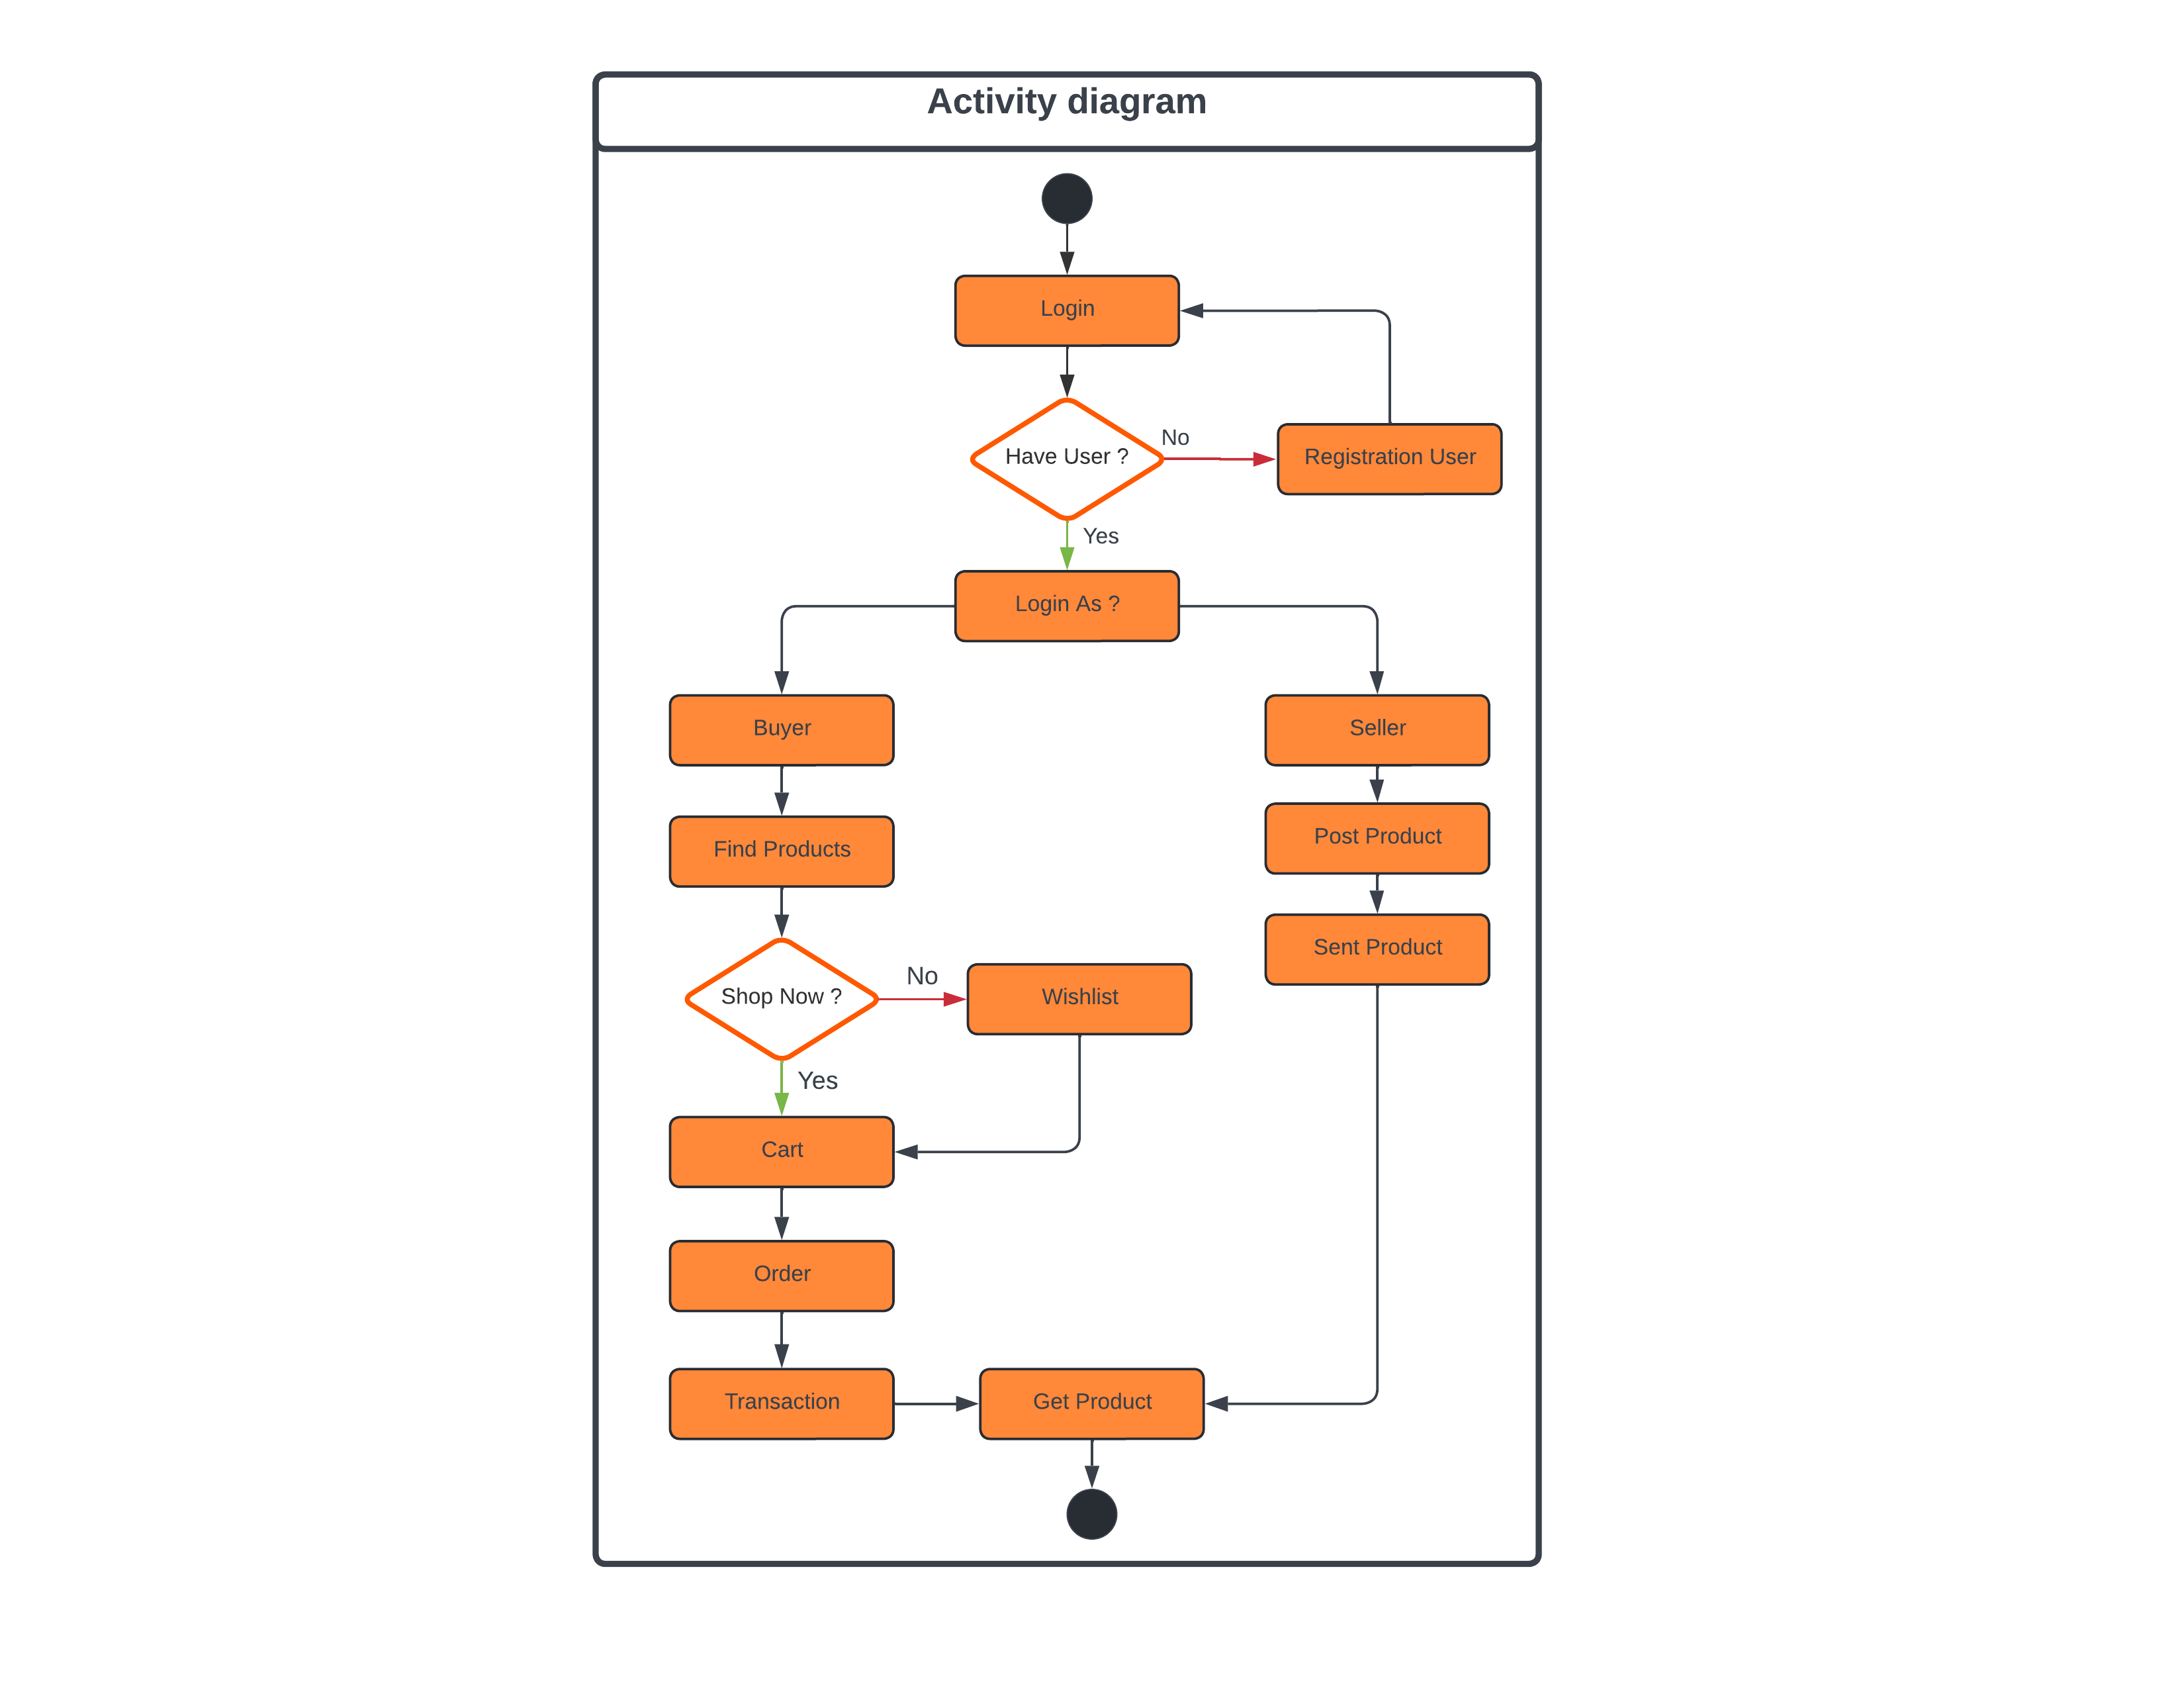 Activity diagram
Login
Have User ?
No
Registration User
Yes
Login As ?
Buyer
Seller
Find Products
Post Product
Sent Product
Shop Now ?
No
Wishlist
Yes
Cart
Order
Transaction
Get Product